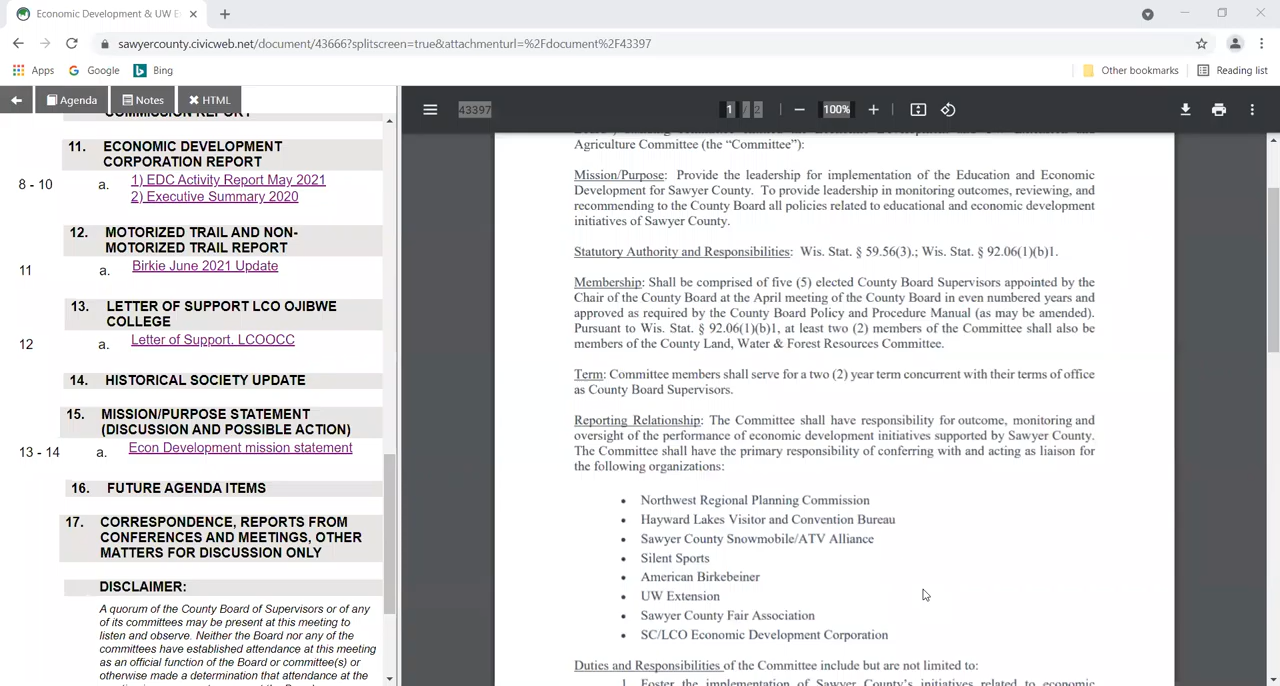 Economic Development & UW E
sawyercounty.civicweb.net/document/43666?splitscreen=true&attachmenturl=%2Fdocument%2F43397
Apps
Google
Bing
Other bookmarks
Reading list
Agenda
Notes
HTML
43397
1 / 2
100%
COMMISSION REPORT
11. ECONOMIC DEVELOPMENT
CORPORATION REPORT
8 - 10 a. 1) EDC Activity Report May 2021
2) Executive Summary 2020
12. MOTORIZED TRAIL AND NON-
MOTORIZED TRAIL REPORT
11 a. Birkie June 2021 Update
13. LETTER OF SUPPORT LCO OJIBWE
COLLEGE
12 a. Letter of Support. LCOOCC
14. HISTORICAL SOCIETY UPDATE
15. MISSION/PURPOSE STATEMENT
(DISCUSSION AND POSSIBLE ACTION)
13 - 14 a. Econ Development mission statement
16. FUTURE AGENDA ITEMS
17. CORRESPONDENCE, REPORTS FROM
CONFERENCES AND MEETINGS, OTHER
MATTERS FOR DISCUSSION ONLY
DISCLAIMER:
A quorum of the County Board of Supervisors or of any
of its committees may be present at this meeting to
listen and observe. Neither the Board nor any of the
committees have established attendance at this meeting
as an official function of the Board or committee(s) or
otherwise made a determination that attendance at the
Agriculture Committee (the “Committee”):
Mission/Purpose: Provide the leadership for implementation of the Education and Economic
Development for Sawyer County. To provide leadership in monitoring outcomes, reviewing, and
recommending to the County Board all policies related to educational and economic development
initiatives of Sawyer County.
Statutory Authority and Responsibilities: Wis. Stat. § 59.56(3).; Wis. Stat. § 92.06(1)(b)1.
Membership: Shall be comprised of five (5) elected County Board Supervisors appointed by the
Chair of the County Board at the April meeting of the County Board in even numbered years and
approved as required by the County Board Policy and Procedure Manual (as may be amended).
Pursuant to Wis. Stat. § 92.06(1)(b)1, at least two (2) members of the Committee shall also be
members of the County Land, Water & Forest Resources Committee.
Term: Committee members shall serve for a two (2) year term concurrent with their terms of office
as County Board Supervisors.
Reporting Relationship: The Committee shall have responsibility for outcome, monitoring and
oversight of the performance of economic development initiatives supported by Sawyer County.
The Committee shall have the primary responsibility of conferring with and acting as liaison for
the following organizations:
• Northwest Regional Planning Commission
• Hayward Lakes Visitor and Convention Bureau
• Sawyer County Snowmobile/ATV Alliance
• Silent Sports
• American Birkebeiner
• UW Extension
• Sawyer County Fair Association
• SC/LCO Economic Development Corporation
Duties and Responsibilities of the Committee include but are not limited to:
1. Foster the implementation of Sawyer County’s initiatives related to economic